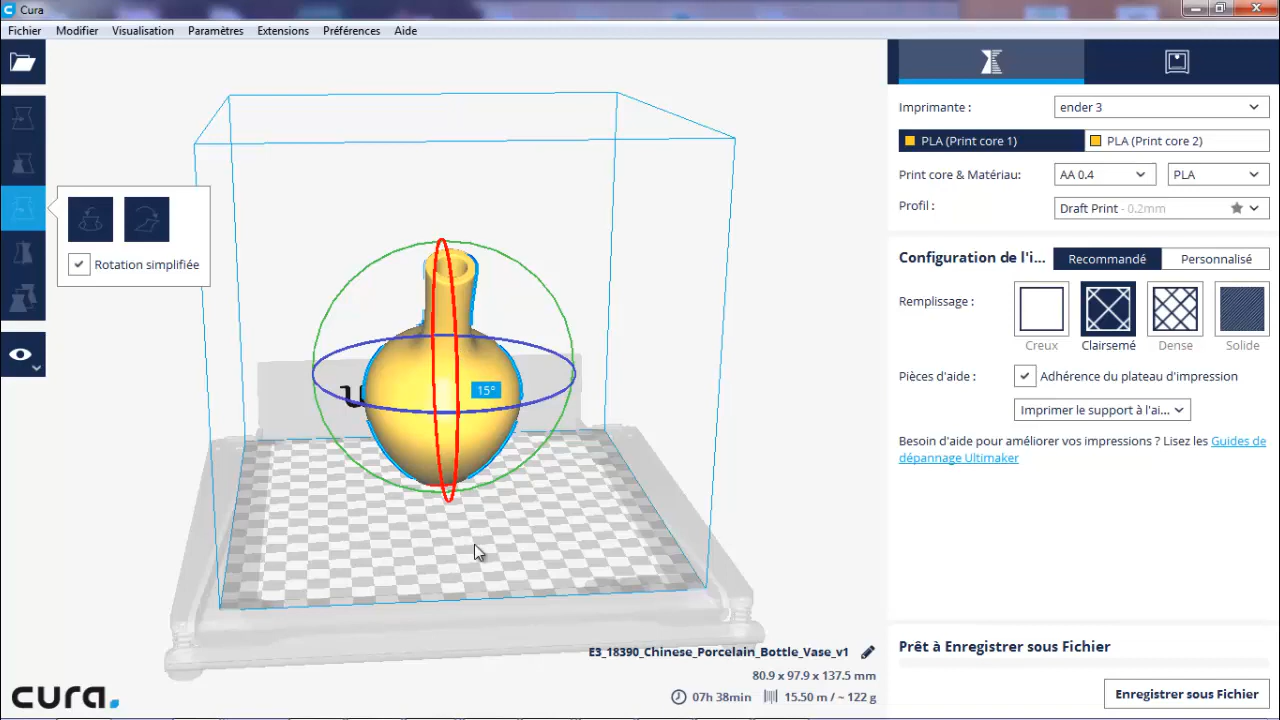 Cura
Fichier Modifier Visualisation Paramètres Extensions Préférences Aide
Imprimante : ender 3
PLA (Print core 1) PLA (Print core 2)
Print core & Matériau: AA 0.4 PLA
Profil : Draft Print - 0.2mm
Rotation simplifiée
Configuration de l'i... Recommandé Personnalisé
Remplissage :
Creux Clairsemé Dense Solide
Pièces d'aide : Adhérence du plateau d'impression
Imprimer le support à l'ai...
15°
u
Besoin d'aide pour améliorer vos impressions ? Lisez les Guides de
dépannage Ultimaker
Prêt à Enregistrer sous Fichier
E3_18390_Chinese_Porcelain_Bottle_Vase_v1
80.9 x 97.9 x 137.5 mm
07h 38min 15.50 m / ~ 122 g
Enregistrer sous Fichier
cura.